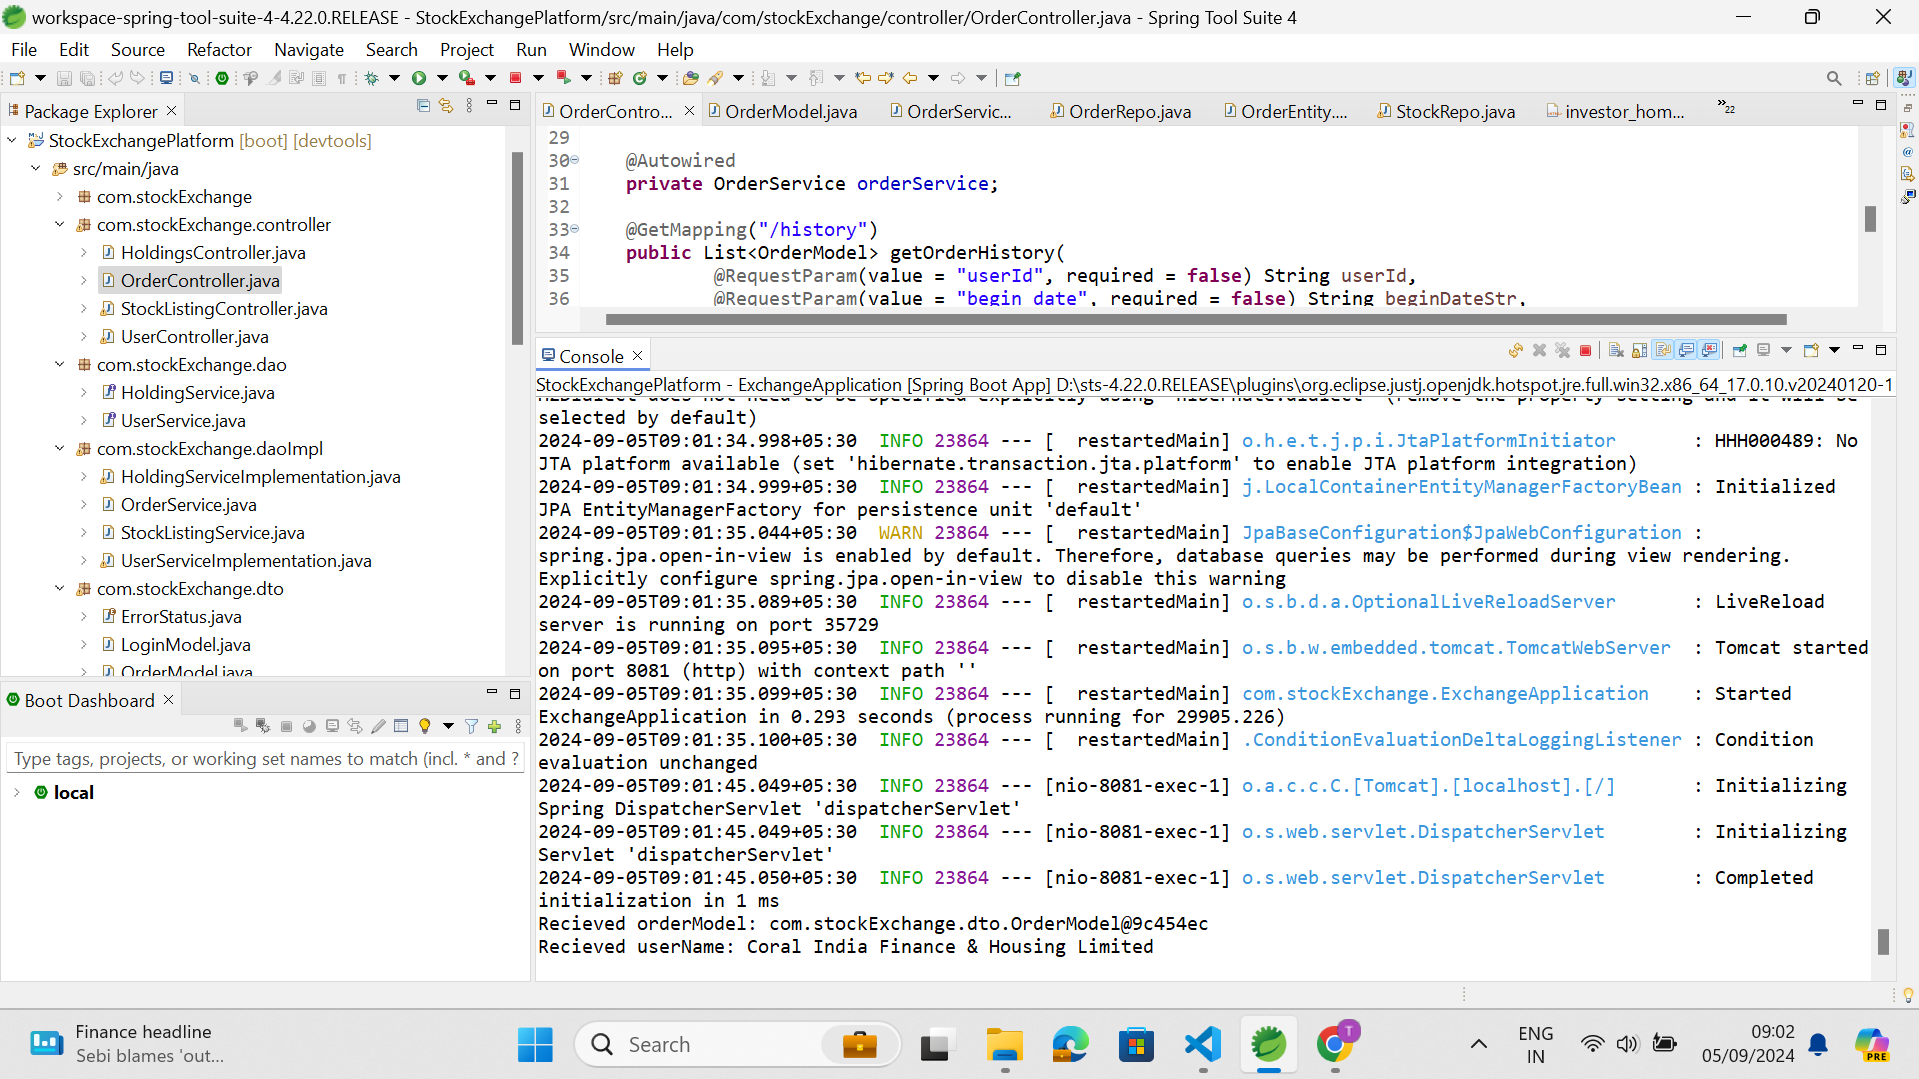 workspace-spring-tool-suite-4-4.22.0.RELEASE - StockExchangePlatform/src/main/java/com/stockExchange/controller/OrderController.java - Spring Tool Suite 4
File Edit Source Refactor Navigate Search Project Run Window Help
Package Explorer
StockExchangePlatform [boot] [devtools]
src/main/java
com.stockExchange
com.stockExchange.controller
HoldingsController.java
OrderController.java
StockListingController.java
UserController.java
com.stockExchange.dao
HoldingService.java
UserService.java
com.stockExchange.daoImpl
HoldingServiceImplementation.java
OrderService.java
StockListingService.java
UserServiceImplementation.java
com.stockExchange.dto
ErrorStatus.java
LoginModel.java
OrderModel.java
Boot Dashboard
Type tags, projects, or working set names to match (incl. * and ?
local
OrderContro... OrderModel.java OrderServic... OrderRepo.java OrderEntity.... StockRepo.java investor_hom... »22
29
30 @Autowired
31 private OrderService orderService;
32
33 @GetMapping("/history")
34 public List<OrderModel> getOrderHistory(
35 @RequestParam(value = "userId", required = false) String userId,
36 @RequestParam(value = "begin_date", required = false) String beginDateStr,
Console
StockExchangePlatform - ExchangeApplication [Spring Boot App] D:\sts-4.22.0.RELEASE\plugins\org.eclipse.justj.openjdk.hotspot.jre.full.win32.x86_64_17.0.10.v20240120-1
H2Dialect does not need to be specified explicitly using 'hibernate.dialect' (remove the property setting and it will be
selected by default)
2024-09-05T09:01:34.998+05:30  INFO 23864 --- [  restartedMain] o.h.e.t.j.p.i.JtaPlatformInitiator       : HHH000489: No
JTA platform available (set 'hibernate.transaction.jta.platform' to enable JTA platform integration)
2024-09-05T09:01:34.999+05:30  INFO 23864 --- [  restartedMain] j.LocalContainerEntityManagerFactoryBean : Initialized
JPA EntityManagerFactory for persistence unit 'default'
2024-09-05T09:01:35.044+05:30  WARN 23864 --- [  restartedMain] JpaBaseConfiguration$JpaWebConfiguration :
spring.jpa.open-in-view is enabled by default. Therefore, database queries may be performed during view rendering.
Explicitly configure spring.jpa.open-in-view to disable this warning
2024-09-05T09:01:35.089+05:30  INFO 23864 --- [  restartedMain] o.s.b.d.a.OptionalLiveReloadServer       : LiveReload
server is running on port 35729
2024-09-05T09:01:35.095+05:30  INFO 23864 --- [  restartedMain] o.s.b.w.embedded.tomcat.TomcatWebServer  : Tomcat started
on port 8081 (http) with context path ''
2024-09-05T09:01:35.099+05:30  INFO 23864 --- [  restartedMain] com.stockExchange.ExchangeApplication    : Started
ExchangeApplication in 0.293 seconds (process running for 29905.226)
2024-09-05T09:01:35.100+05:30  INFO 23864 --- [  restartedMain] .ConditionEvaluationDeltaLoggingListener : Condition
evaluation unchanged
2024-09-05T09:01:45.049+05:30  INFO 23864 --- [nio-8081-exec-1] o.a.c.c.C.[Tomcat].[localhost].[/]       : Initializing
Spring DispatcherServlet 'dispatcherServlet'
2024-09-05T09:01:45.049+05:30  INFO 23864 --- [nio-8081-exec-1] o.s.web.servlet.DispatcherServlet        : Initializing
Servlet 'dispatcherServlet'
2024-09-05T09:01:45.050+05:30  INFO 23864 --- [nio-8081-exec-1] o.s.web.servlet.DispatcherServlet        : Completed
initialization in 1 ms
Recieved orderModel: com.stockExchange.dto.OrderModel@9c454ec
Recieved userName: Coral India Finance & Housing Limited
Finance headline
Sebi blames 'out...
Search
T
ENG
IN
09:02
05/09/2024
PRE